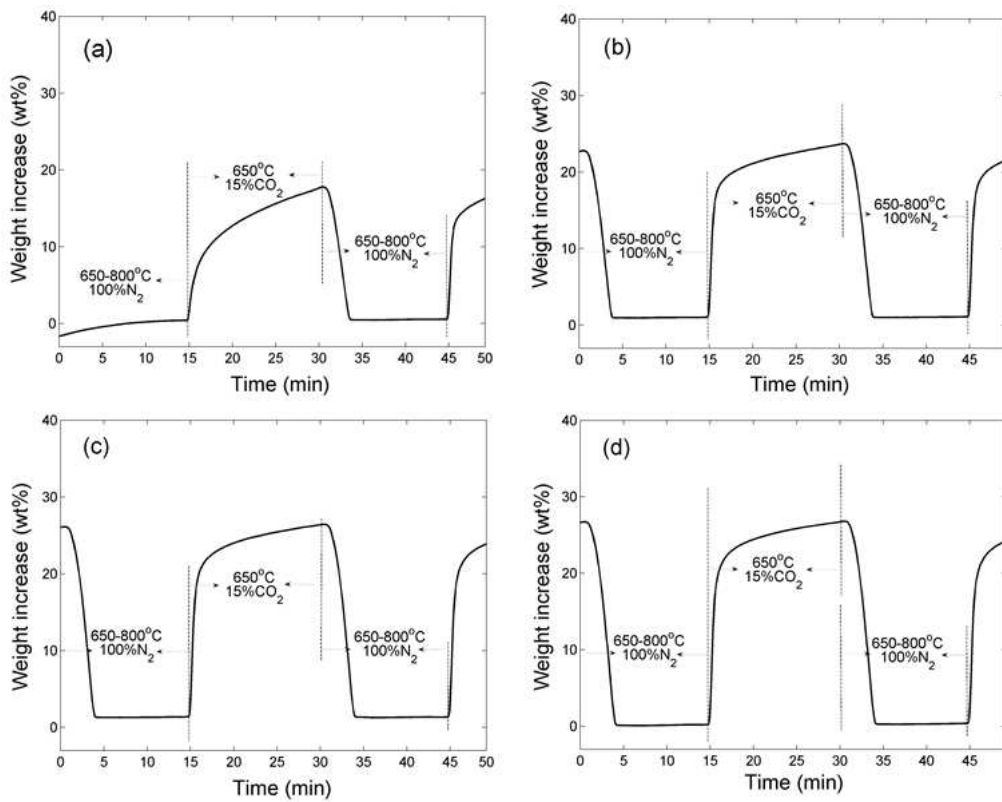 (a)
Weight increase (wt%)
40
30
20
10
0
650°C
15%CO₂
650-800°C
100%N₂
650-800°C
100%N₂
0 5 10 15 20 25 30 35 40 45 50
Time (min)
(b)
Weight increase (wt%)
40
30
20
10
0
650-800°C
100%N₂
650°C
15%CO₂
650-800°C
100%N₂
0 5 10 15 20 25 30 35 40 45
Time (min)
(c)
Weight increase (wt%)
40
30
20
10
0
650°C
15%CO₂
650-800°C
100%N₂
650-800°C
100%N₂
0 5 10 15 20 25 30 35 40 45 50
Time (min)
(d)
Weight increase (wt%)
40
30
20
10
0
650°C
15%CO₂
650-800°C
100%N₂
650-800°C
100%N₂
0 5 10 15 20 25 30 35 40 45
Time (min)